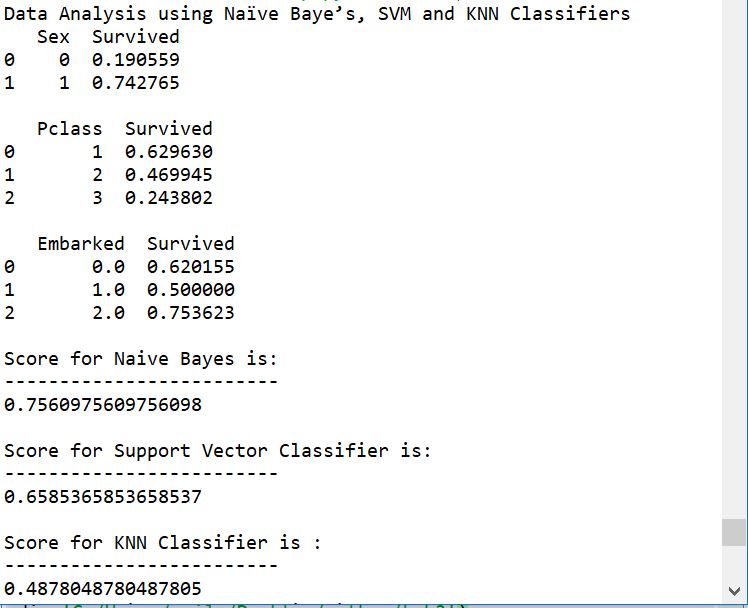 Data Analysis using Naïve Baye’s, SVM and KNN Classifiers
   Sex  Survived
0    0  0.190559
1    1  0.742765
   Pclass  Survived
0       1  0.629630
1       2  0.469945
2       3  0.243802
   Embarked  Survived
0       0.0  0.620155
1       1.0  0.500000
2       2.0  0.753623
Score for Naive Bayes is:
-------------------------
0.7560975609756098
Score for Support Vector Classifier is:
-------------------------
0.6585365853658537
Score for KNN Classifier is :
-------------------------
0.4878048780487805